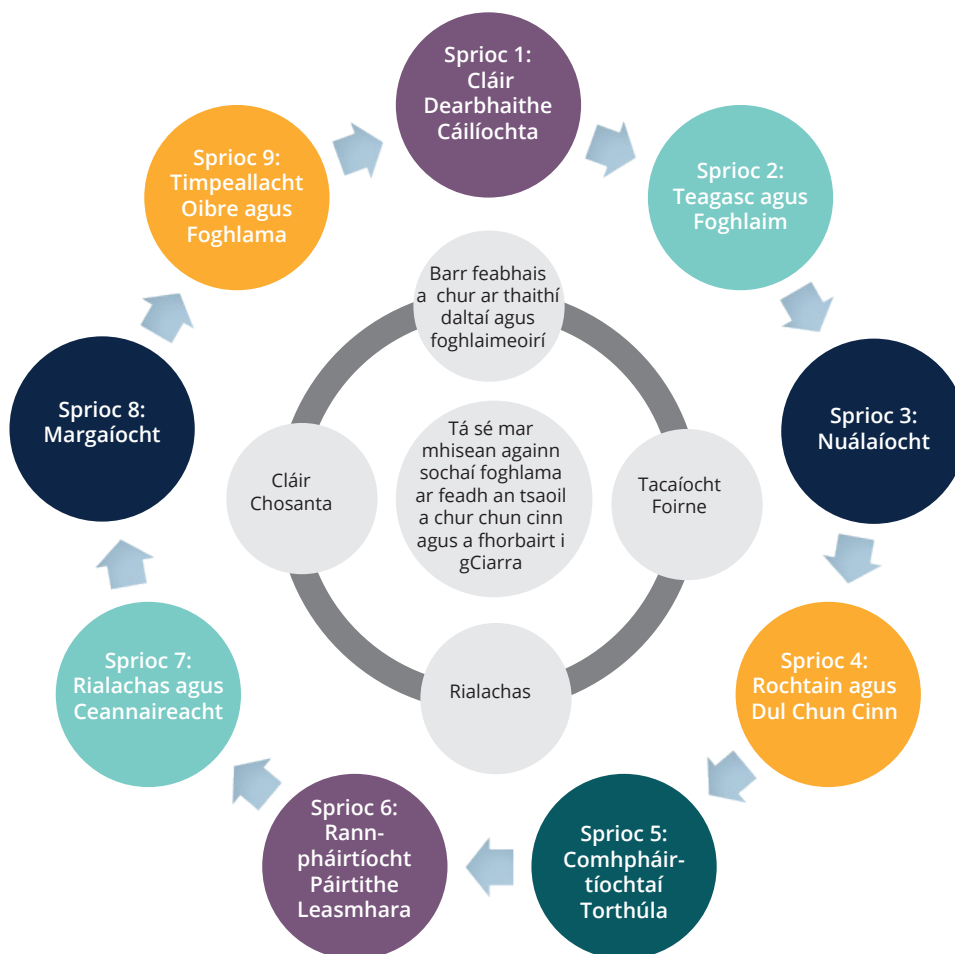 Sprioc 1:
Cláir
Dearbhaithe
Cáilíochta
Sprioc 2:
Teagasc agus
Foghlaim
Sprioc 3:
Nuálaíocht
Sprioc 4:
Rochtain agus
Dul Chun Cinn
Sprioc 5:
Comhpháir-
tíochtaí
Torthúla
Sprioc 6:
Rann-
pháirtíocht
Páirtithe
Leasmhara
Sprioc 7:
Rialachas agus
Ceannaireacht
Sprioc 8:
Margaíocht
Sprioc 9:
Timpeallacht
Oibre agus
Foghlama
Barr feabhais
a chur ar thaithí
daltaí agus
foghlaimeoirí
Tacaíocht
Foirne
Rialachas
Cláir
Chosanta
Tá sé mar
mhisean againn
sochaí foghlama
ar feadh an tsaoil
a chur chun cinn
agus a fhorbairt i
gCiarra